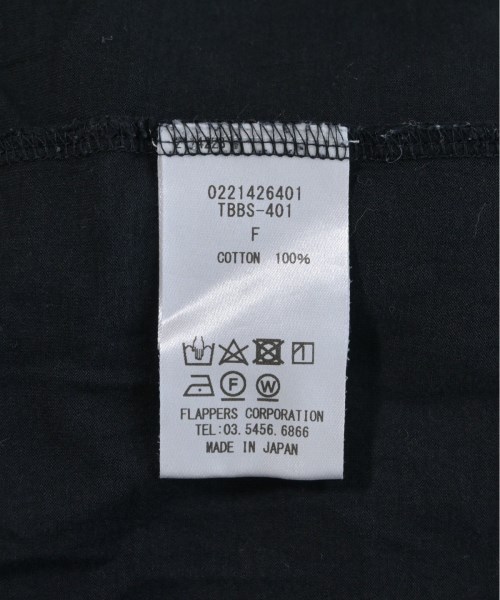 0221426401
TBBS-401
F
COTTON 100%
F W
FLAPPERS CORPORATION
TEL:03.5456.6866
MADE IN JAPAN